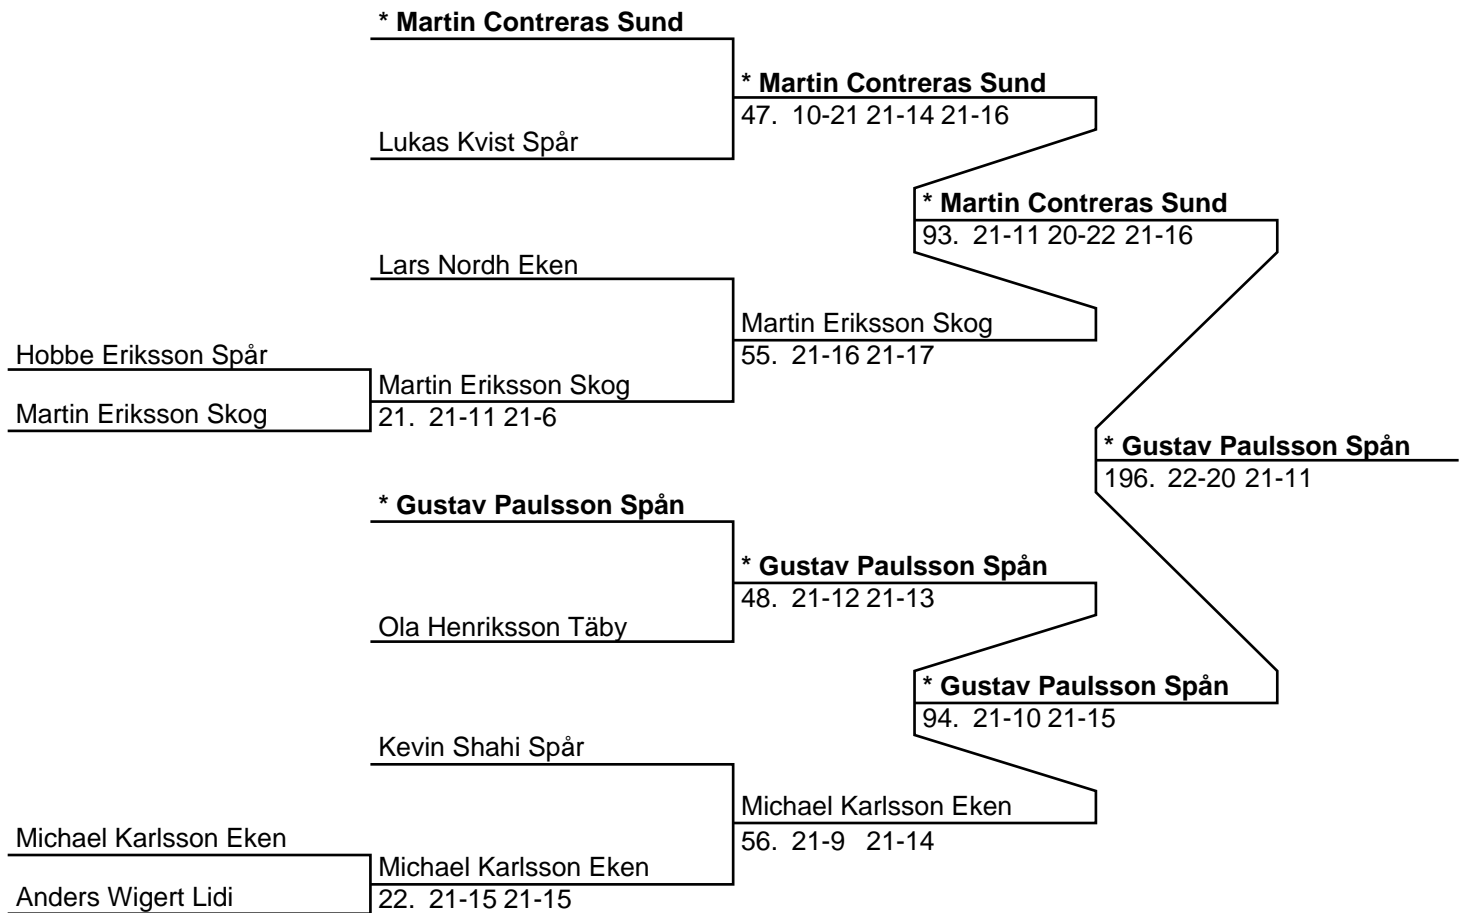 * Martin Contreras Sund
* Martin Contreras Sund
47. 10-21 21-14 21-16
Lukas Kvist Spår
* Martin Contreras Sund
93. 21-11 20-22 21-16
Lars Nordh Eken
Martin Eriksson Skog
55. 21-16 21-17
Hobbe Eriksson Spår
Martin Eriksson Skog
21. 21-11 21-6
Martin Eriksson Skog
* Gustav Paulsson Spån
196. 22-20 21-11
* Gustav Paulsson Spån
* Gustav Paulsson Spån
48. 21-12 21-13
Ola Henriksson Täby
* Gustav Paulsson Spån
94. 21-10 21-15
Kevin Shahi Spår
Michael Karlsson Eken
56. 21-9 21-14
Michael Karlsson Eken
Michael Karlsson Eken
22. 21-15 21-15
Anders Wigert Lidi